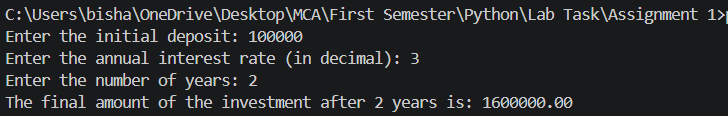 C:\Users\bisha\OneDrive\Desktop\MCA\First Semester\Python\Lab Task\Assignment 1>
Enter the initial deposit: 100000
Enter the annual interest rate (in decimal): 3
Enter the number of years: 2
The final amount of the investment after 2 years is: 1600000.00